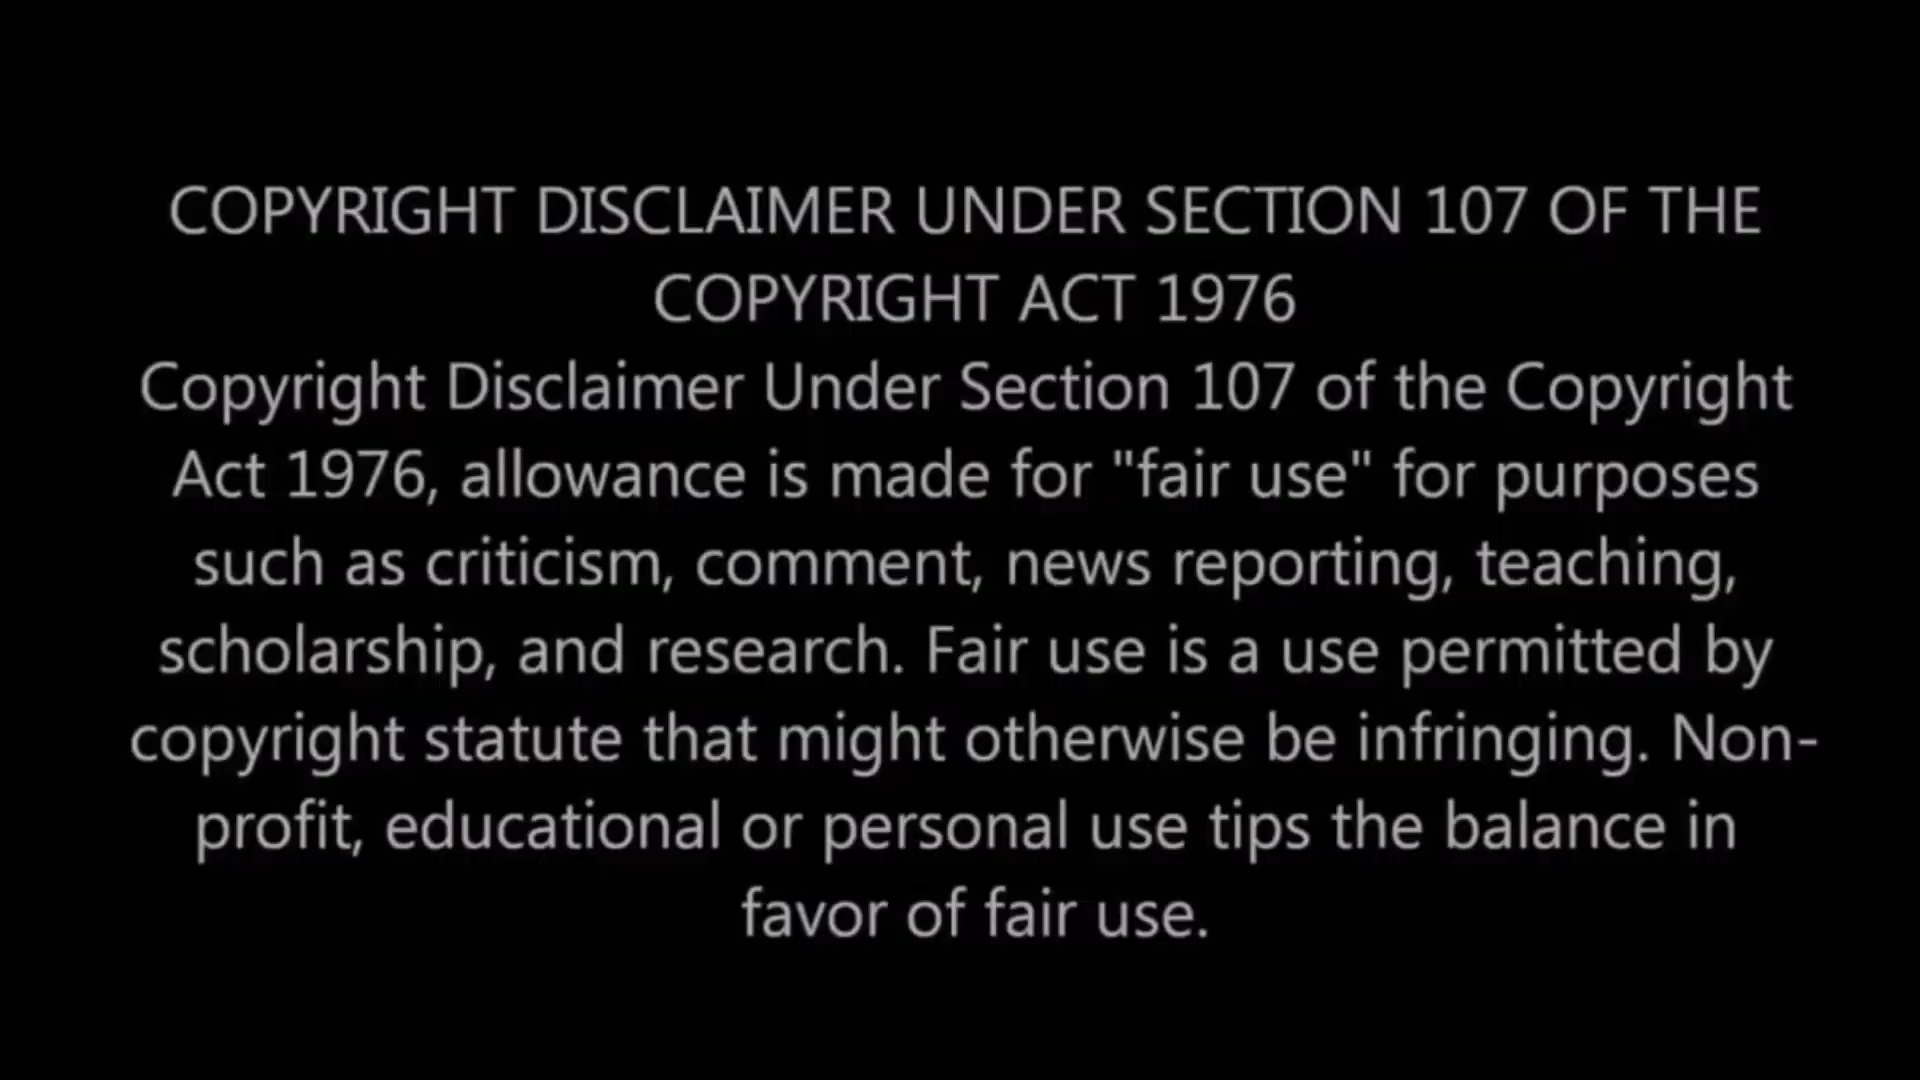 COPYRIGHT DISCLAIMER UNDER SECTION 107 OF THE
COPYRIGHT ACT 1976
Copyright Disclaimer Under Section 107 of the Copyright
Act 1976, allowance is made for "fair use" for purposes
such as criticism, comment, news reporting, teaching,
scholarship, and research. Fair use is a use permitted by
copyright statute that might otherwise be infringing. Non-
profit, educational or personal use tips the balance in
favor of fair use.